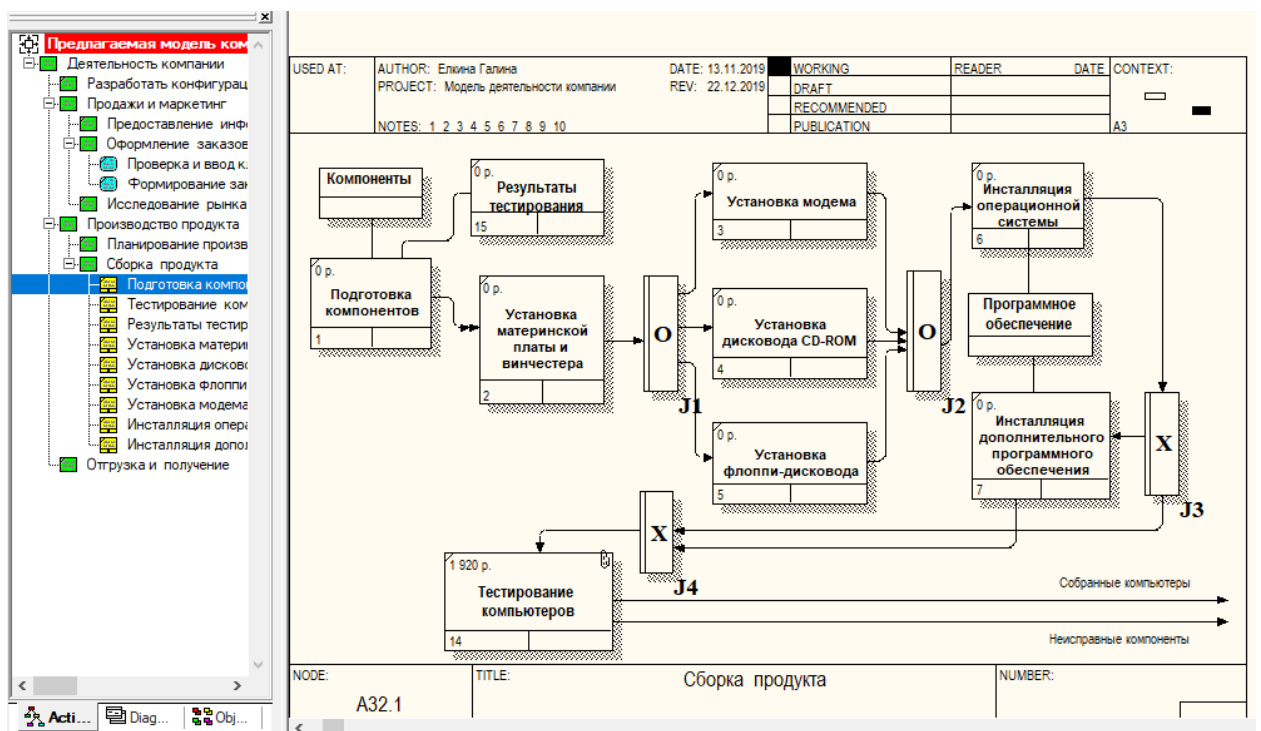 Предлагаемая модель ком
Деятельность компании
Разработать конфигурац
Продажи и маркетинг
Предоставление инфо
Оформление заказов
Проверка и ввод к.
Формирование зан
Исследование рынка
Производство продукта
Планирование произв
Сборка продукта
Подготовка компо
Тестирование ком
Результаты тестир
Установка матери
Установка дисково
Установка флоппи
Установка модема
Инсталляция опера
Инсталляция допол
Отгрузка и получение
Acti...
Diag...
Obj...
USED AT:
AUTHOR: Елкина Галина
DATE: 13.11.2019
WORKING
READER
DATE
CONTEXT:
PROJECT: Модель деятельности компании
REV: 22.12.2019
DRAFT
RECOMMENDED
NOTES: 1 2 3 4 5 6 7 8 9 10
PUBLICATION
A3
Компоненты
0 р.
Результаты
тестирования
15
0 р.
Установка модема
3
0 р.
Инсталляция
операционной
системы
6
0 р.
Подготовка
компонентов
1
0 р.
Установка
материнской
платы и
винчестера
2
O
J1
0 р.
Установка
дисковода CD-ROM
4
O
J2
Программное
обеспечение
0 р.
Установка
флоппи-дисковода
5
0 р.
Инсталляция
дополнительного
программного
обеспечения
7
X
J3
X
J4
1 920 р.
Тестирование
компьютеров
14
Собранные компьютеры
Неисправные компоненты
NODE:
A32.1
TITLE:
Сборка продукта
NUMBER: